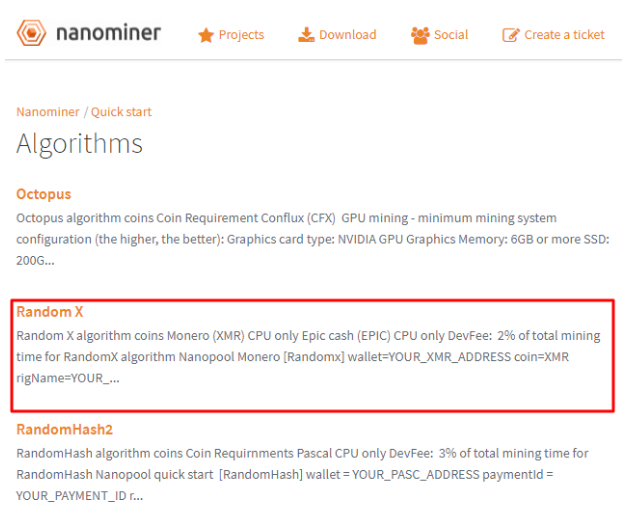 nanominer
Projects
Download
Social
Create a ticket
Nanominer / Quick start
Algorithms
Octopus
Octopus algorithm coins Coin Requirement Conflux (CFX)  GPU mining - minimum mining system
configuration (the higher, the better): Graphics card type: NVIDIA GPU Graphics Memory: 6GB or more SSD:
200G...
Random X
Random X algorithm coins Monero (XMR) CPU only Epic cash (EPIC) CPU only DevFee:  2% of total mining
time for RandomX algorithm Nanopool Monero [Randomx] wallet=YOUR_XMR_ADDRESS coin=XMR
rigName=YOUR_...
RandomHash2
RandomHash algorithm coins Coin Requirnments Pascal CPU only DevFee:  3% of total mining time for
RandomHash Nanopool quick start  [RandomHash] wallet = YOUR_PASC_ADDRESS paymentId =
YOUR_PAYMENT_ID r...